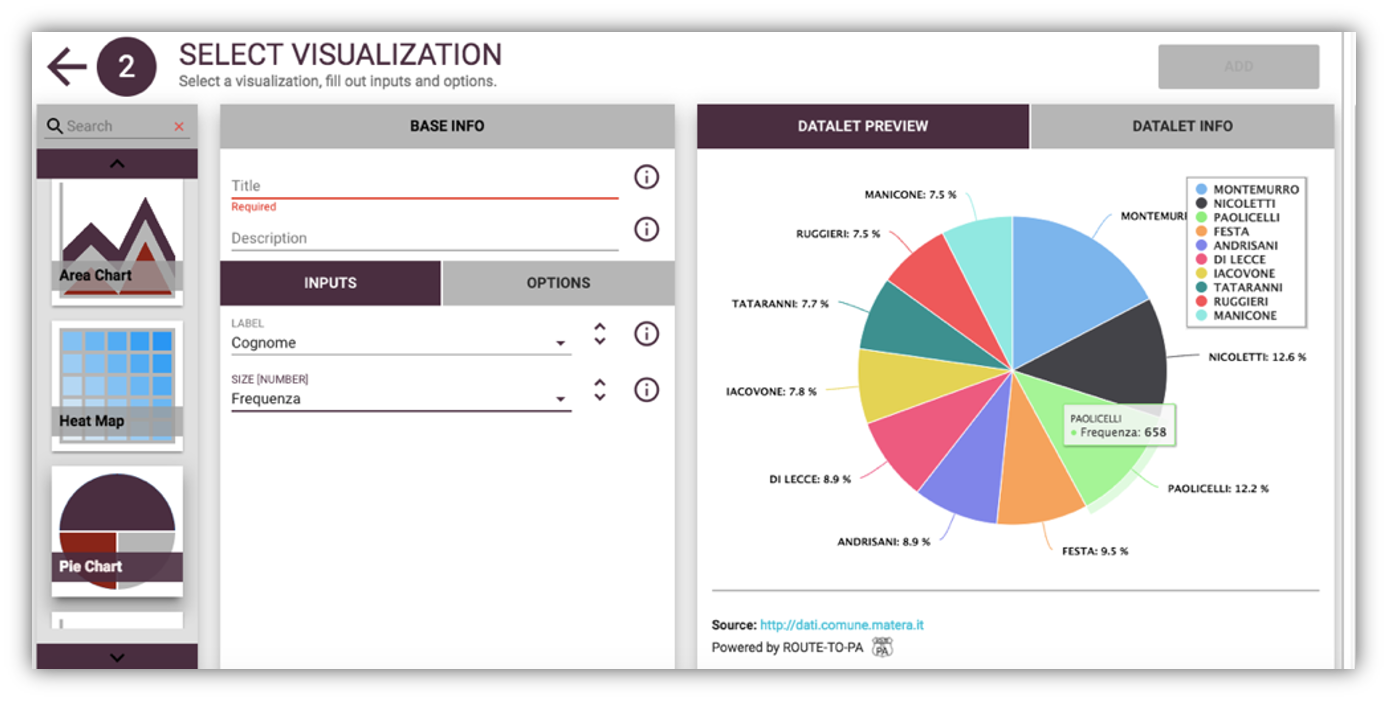 2
SELECT VISUALIZATION
Select a visualization, fill out inputs and options.
ADD
Search
Area Chart
Heat Map
Pie Chart
BASE INFO
Title
Required
Description
INPUTS
OPTIONS
LABEL
Cognome
SIZE [NUMBER]
Frequenza
DATALET PREVIEW
DATALET INFO
MANICONE: 7.5 %
RUGGIERI: 7.5 %
TATARANNI: 7.7 %
IACOVONE: 7.8 %
DI LECCE: 8.9 %
ANDRISANI: 8.9 %
FESTA: 9.5 %
PAOLICELLI: 12.2 %
NICOLETTI: 12.6 %
MONTEMURI
MONTEMURRO
NICOLETTI
PAOLICELLI
FESTA
ANDRISANI
DI LECCE
IACOVONE
TATARANNI
RUGGIERI
MANICONE
PAOLICELLI
Frequenza: 658
Source: http://dati.comune.matera.it
Powered by ROUTE-TO-PA
PA